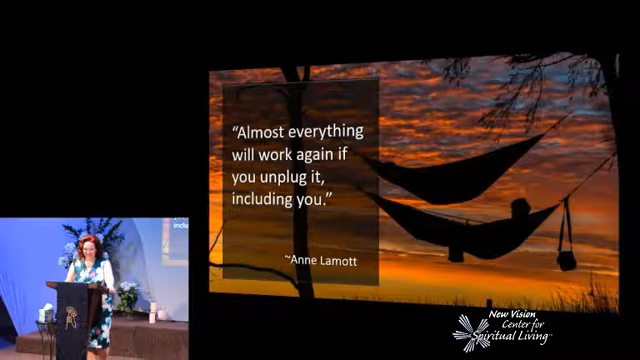 “Almost everything
will work again if
you unplug it,
including you.”
~Anne Lamott
inclu
New Vision
Center for
Spiritual Living